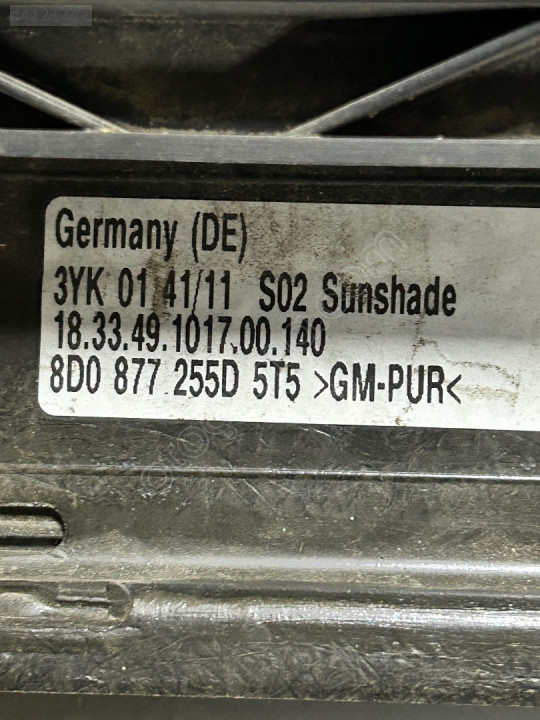 Germany (DE)
3YK 01 41/11 S02 Sunshade
18.33.49.1017.00.140
8D0 877 255D 5T5 >GM-PUR<